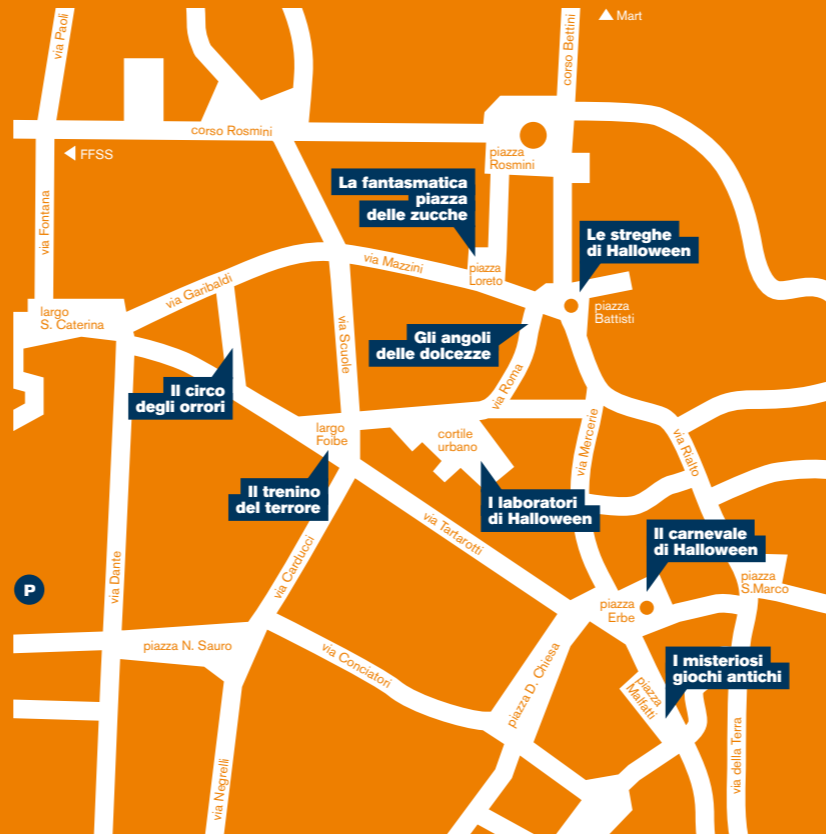 Mart
via Paoli
corso Bettini
corso Rosmini
FFSS
piazza
Rosmini
La fantasmatica
piazza
delle zucche
via Fontana
Le streghe
di Halloween
via Mazzini
piazza
Loreto
via Garibaldi
piazza
Battisti
largo
S. Caterina
via Scuole
Gli angoli
delle dolcezze
Il circo
degli orrori
via Roma
largo
Foibe
cortile
urbano
via Mercerie
via Rialto
Il trenino
del terrore
I laboratori
di Halloween
via Tartarotti
Il carnevale
di Halloween
via Carducci
via Dante
P
piazza
S.Marco
piazza
Erbe
piazza N. Sauro
via Conciatori
piazza D. Chiesa
I misteriosi
giochi antichi
piazza
Malfatti
via della Terra
via Negrelli